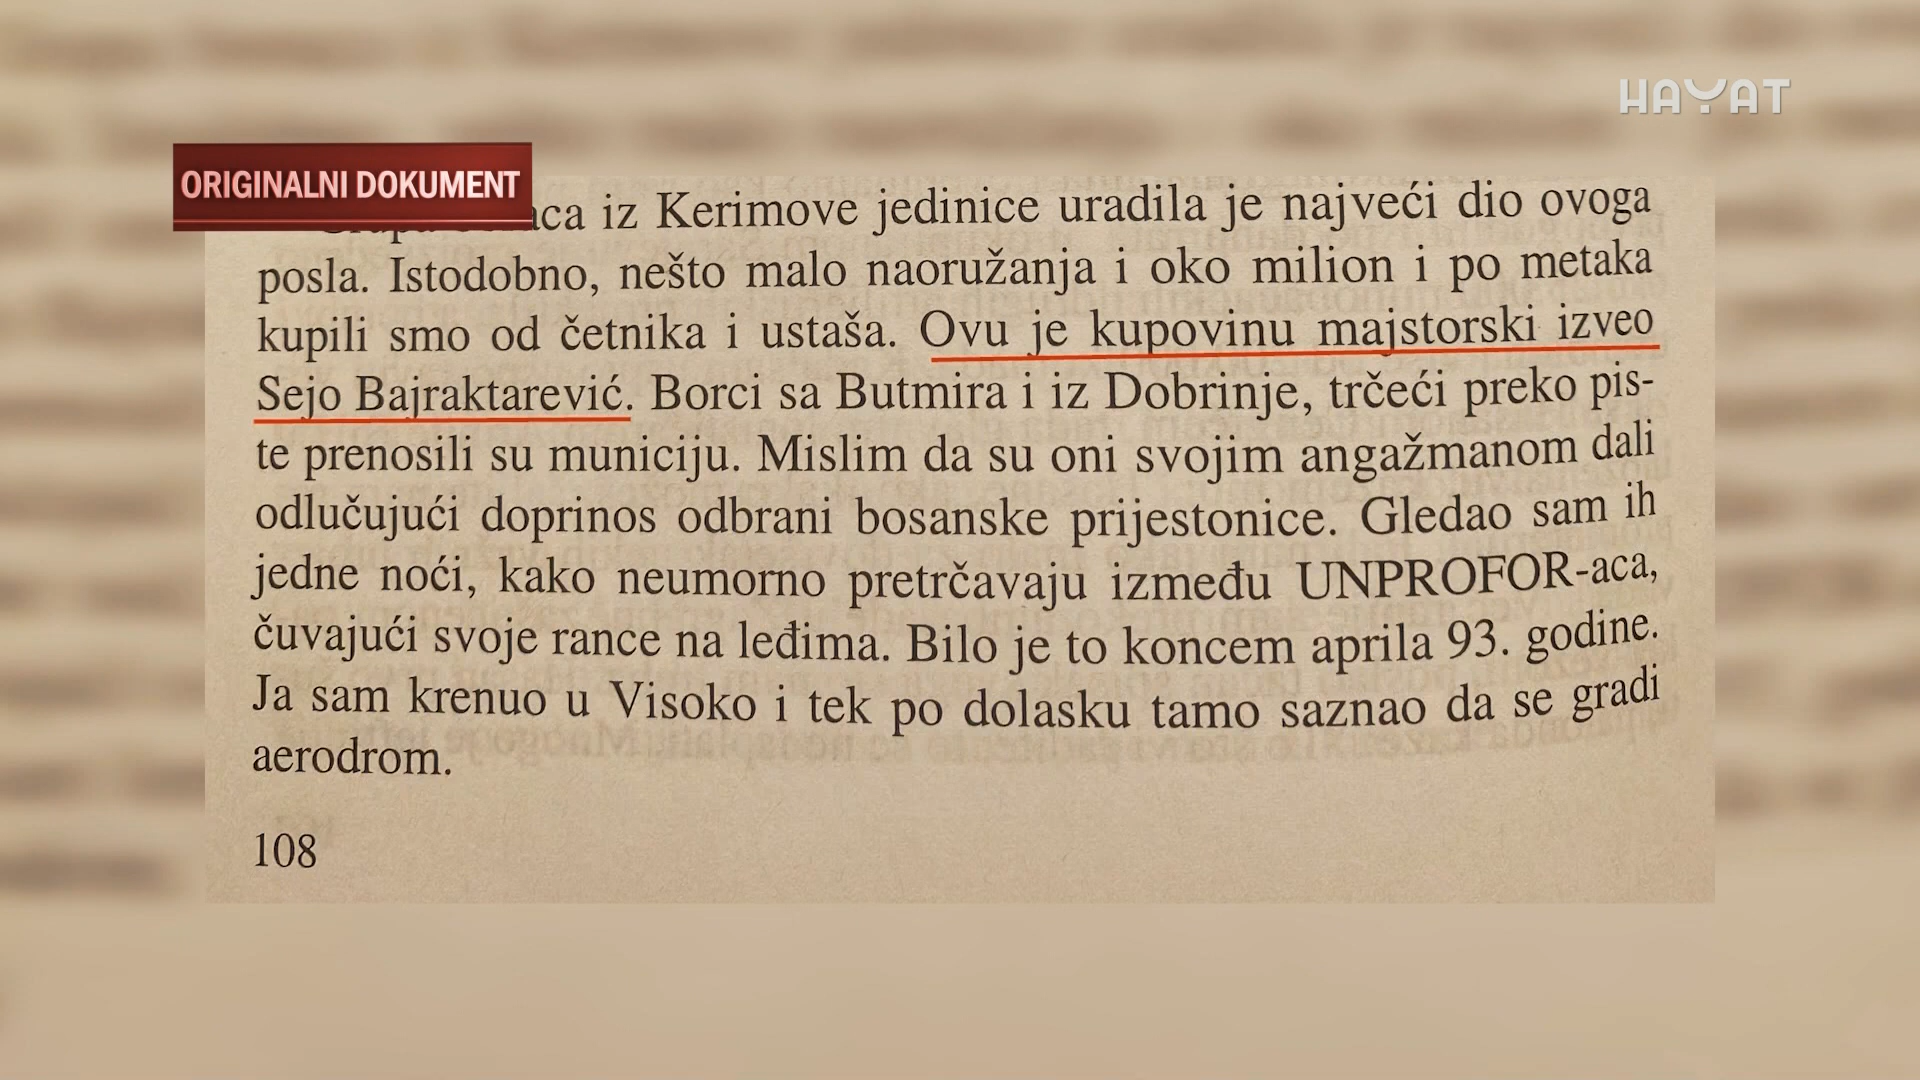 HAYAT
ORIGINALNI DOKUMENT
iz Kerimove jedinice uradila je najveći dio ovoga
posla. Istodobno, nešto malo naoružanja i oko milion i po metaka
kupili smo od četnika i ustaša. Ovu je kupovinu majstorski izveo
Sejo Bajraktarević. Borci sa Butmira i iz Dobrinje, trčeći preko pis-
te prenosili su municiju. Mislim da su oni svojim angažmanom dali
odlučujući doprinos odbrani bosanske prijestonice. Gledao sam ih
jedne noći, kako neumorno pretrčavaju između UNPROFOR-aca,
čuvajući svoje rance na leđima. Bilo je to koncem aprila 93. godine.
Ja sam krenuo u Visoko i tek po dolasku tamo saznao da se gradi
aerodrom.
108